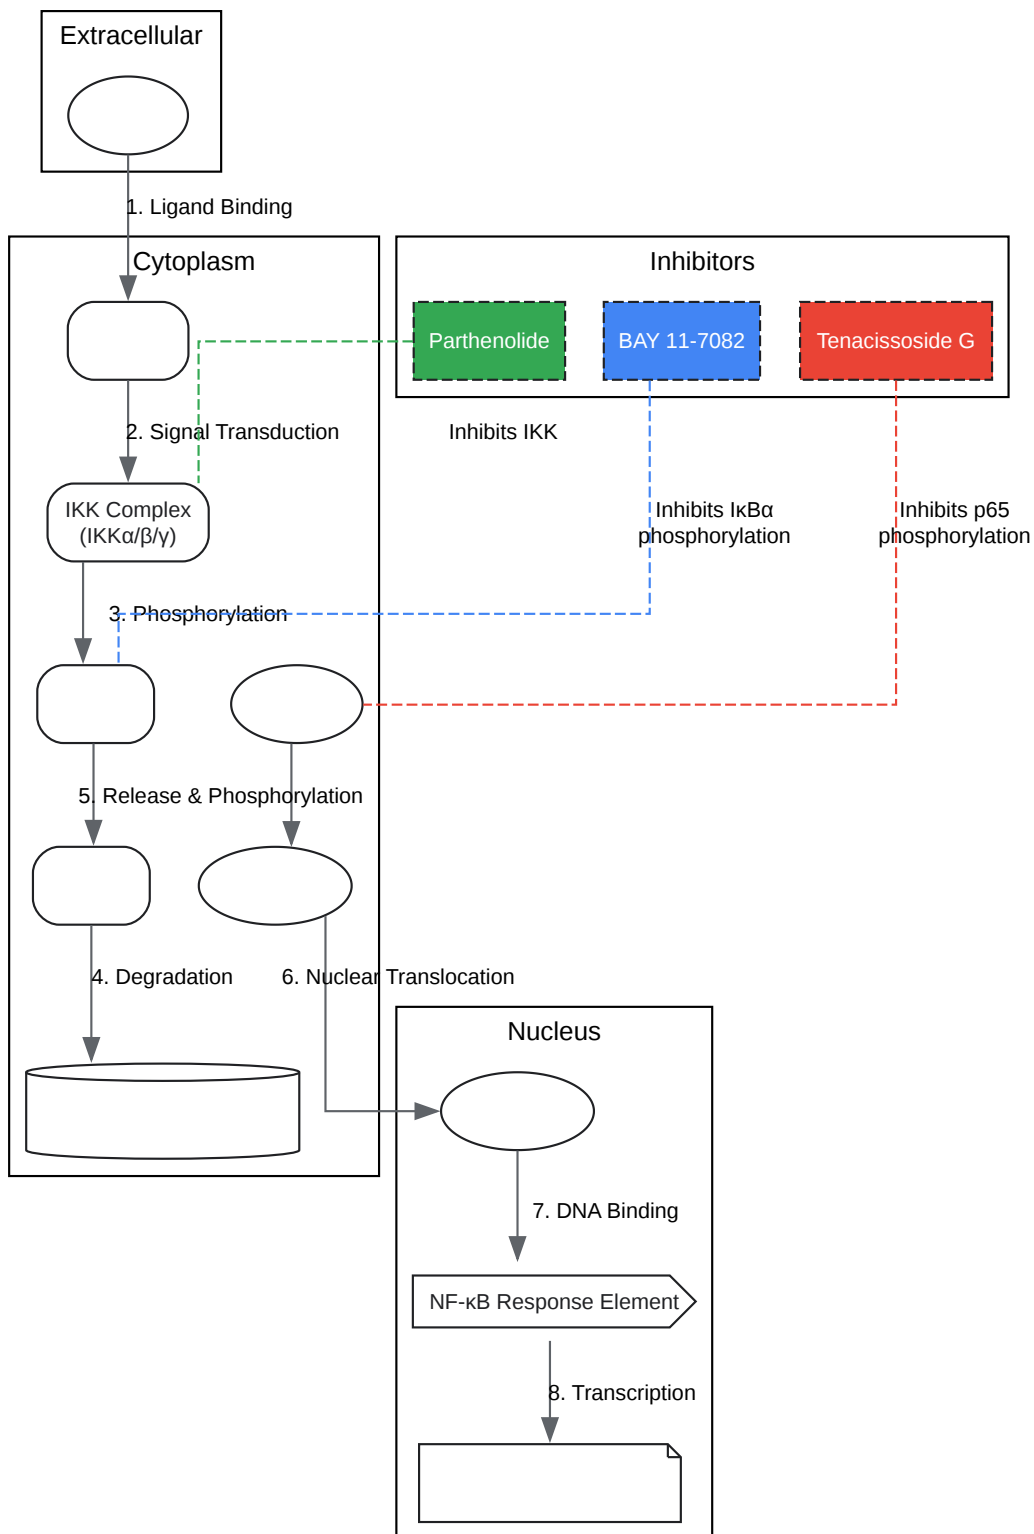 Extracellular
1. Ligand Binding
Cytoplasm
Inhibitors
Parthenolide
BAY 11-7082
Tenacissoside G
2. Signal Transduction
Inhibits IKK
IKK Complex
(IKKα/β/γ)
Inhibits IκBα
phosphorylation
Inhibits p65
phosphorylation
3. Phosphorylation
5. Release & Phosphorylation
4. Degradation
6. Nuclear Translocation
Nucleus
7. DNA Binding
NF-κB Response Element
8. Transcription